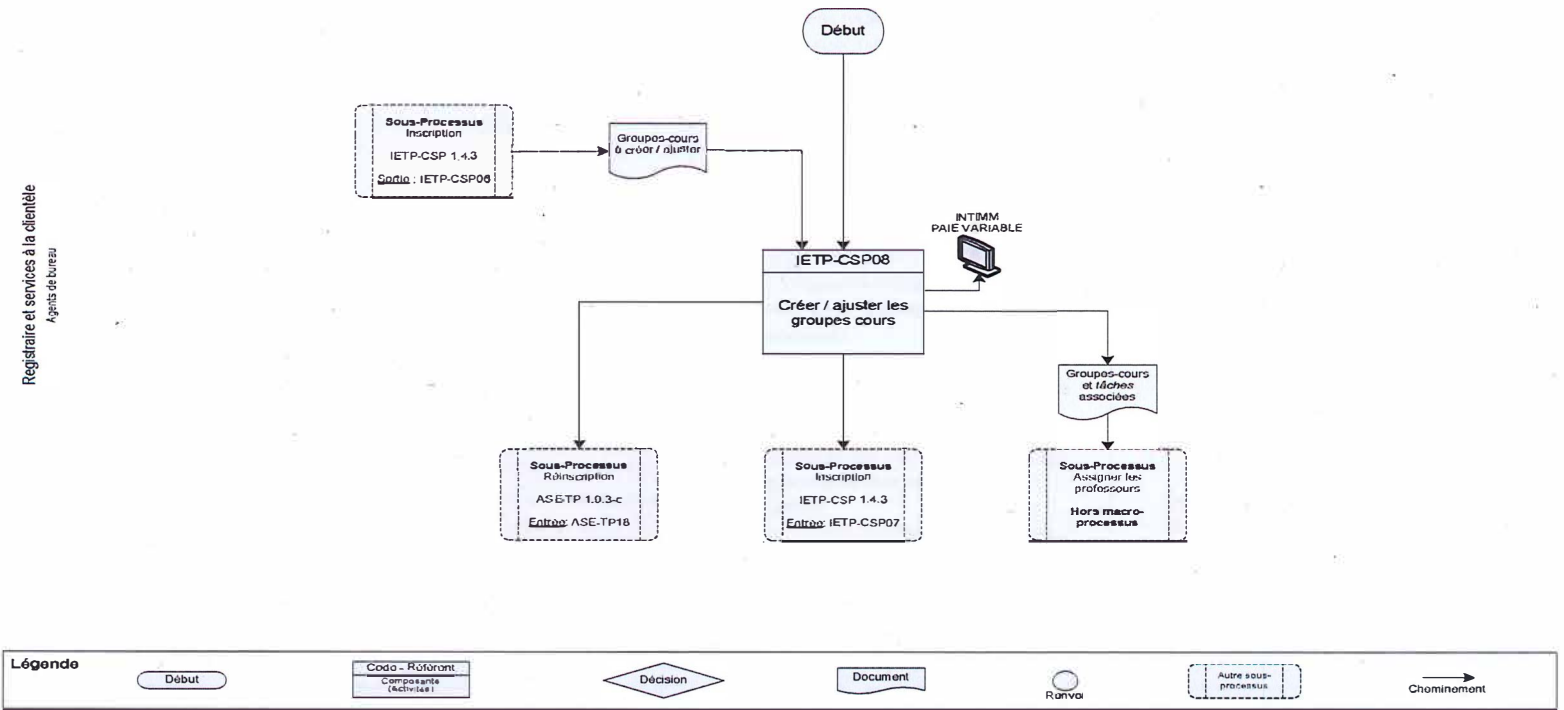 Début
Sous-Processus
Inscription
IETP-CSP 1.4.3
Sortie : IETP-CSP06
Groupes-cours
à créer / ajuster
Registraire et services à la clientèle
Agents de bureau
INTIMM
PAIE VARIABLE
IETP-CSP08
Créer / ajuster les
groupes cours
Groupes-cours
et tâches
associées
Sous-Processus
Réinscription
ASE-TP 1.0.3-c
Entrée: ASE-TP18
Sous-Processus
Inscription
IETP-CSP 1.4.3
Entrée: IETP-CSP07
Sous-Processus
Assigner les
professeurs
Hors macro-
processus
Légende
Début
Code - Référent
Composante
(Activités)
Décision
Document
Renvoi
Autre sous-
processus
Cheminement